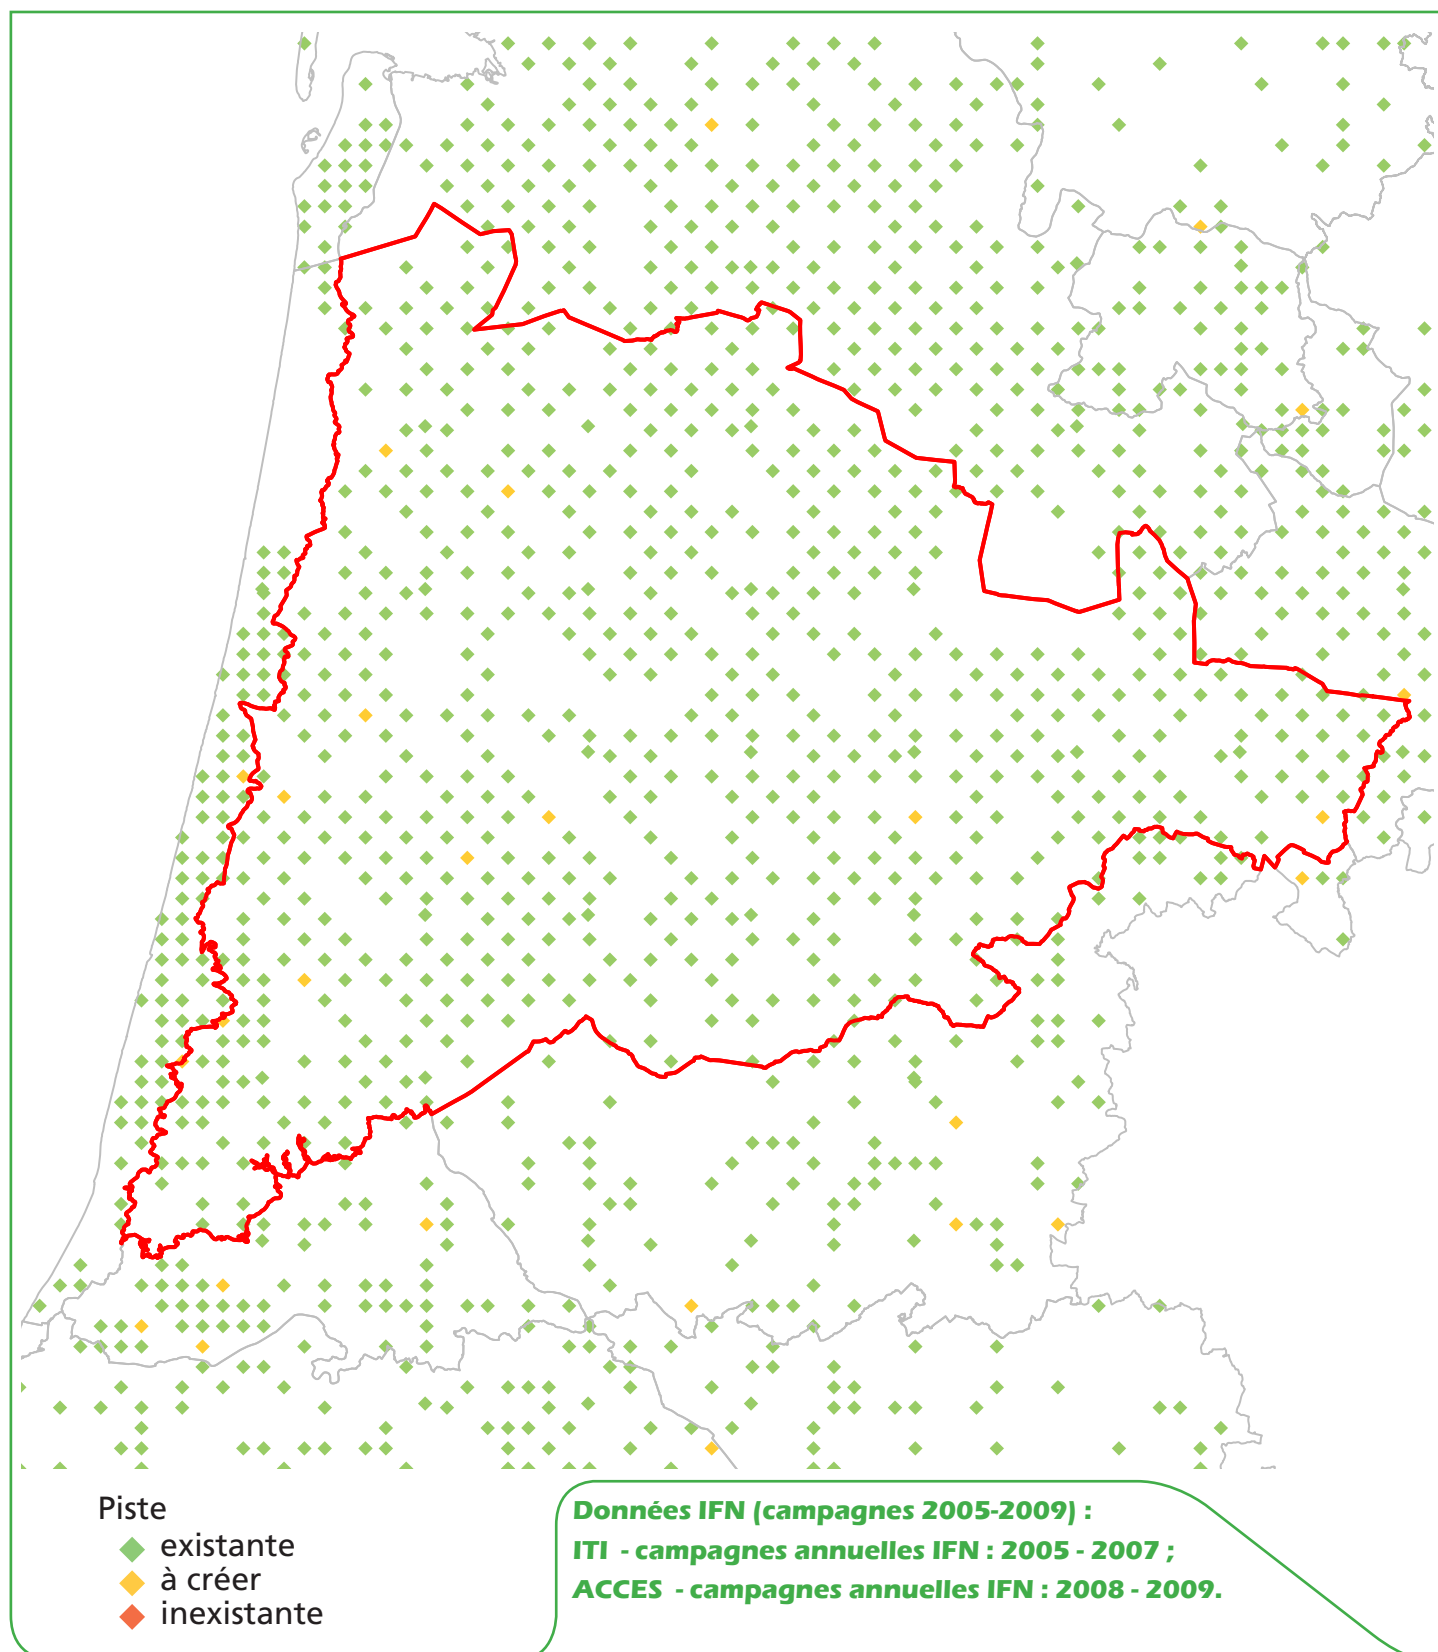 Piste
existante
à créer
inexistante
Données IFN (campagnes 2005-2009) :
ITI - campagnes annuelles IFN : 2005 - 2007 ;
ACCES - campagnes annuelles IFN : 2008 - 2009.